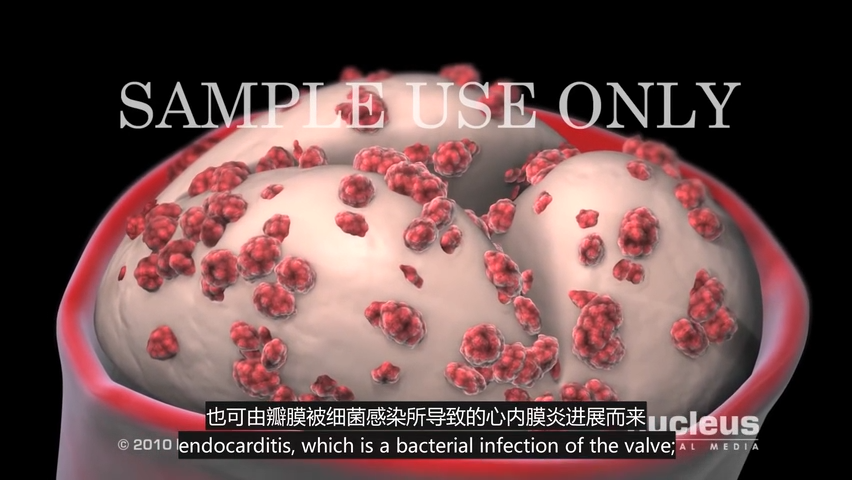 SAMPLE USE ONLY
也可由瓣膜被细菌感染所导致的心内膜炎进展而来
endocarditis, which is a bacterial infection of the valve;
© 2010
ucleus
AL MEDIA